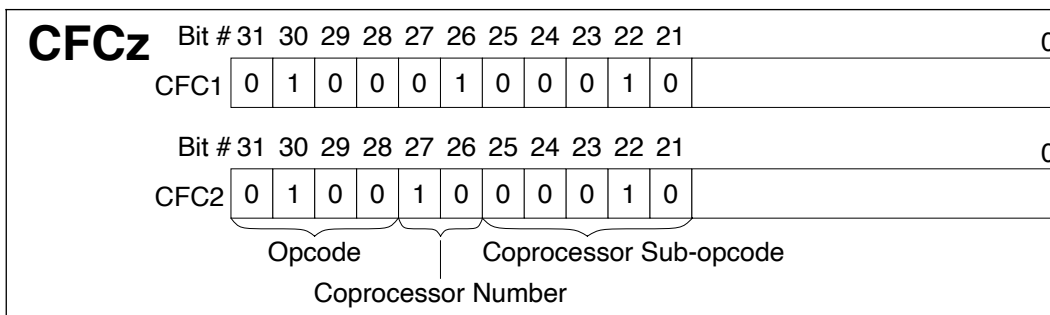 CFCz Bit # 31 30 29 28 27 26 25 24 23 22 21 0
CFC1 0 1 0 0 0 1 0 0 0 1 0
Bit # 31 30 29 28 27 26 25 24 23 22 21 0
CFC2 0 1 0 0 1 0 0 0 0 1 0
Opcode Coprocessor Sub-opcode
Coprocessor Number